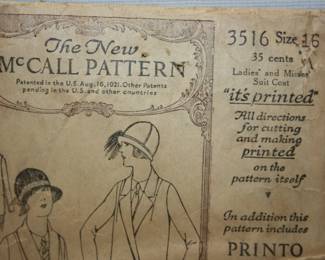 The New
McCALL PATTERN
Patented in the U.S. Aug. 16, 1921. Other Patents
pending in the U.S. and other countries
3516 Size 16
35 cents
Ladies' and Misses'
Suit Coat
"it's printed"
All directions
for cutting
and making
printed
on the
pattern itself
In addition this
pattern includes
PRINTO